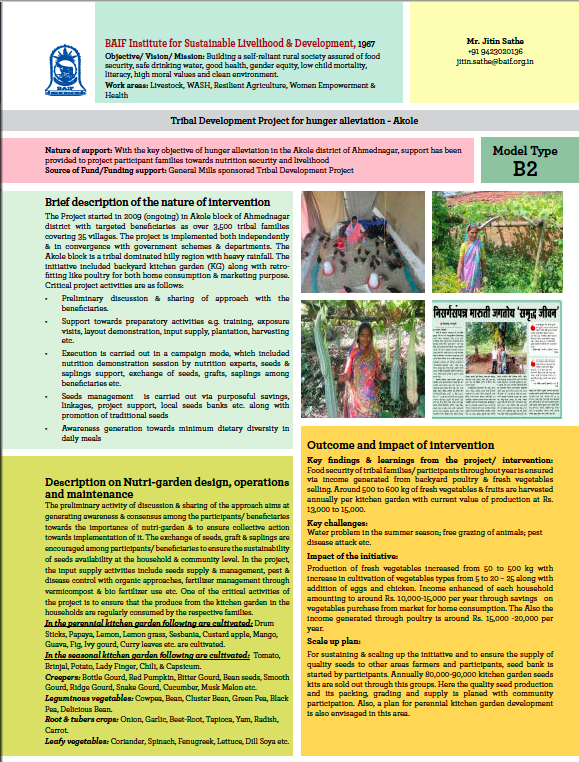 BAIF
BAIF Institute for Sustainable Livelihood & Development, 1967
Objective/Vision/ Mission: Building a self-reliant rural society assured of food
security, safe drinking water, good health, gender equity, low child mortality,
literacy, high moral values and clean environment.
Work areas: Livestock, WASH, Resilient Agriculture, Women Empowerment &
Health
Mr. Jitin Sathe
+91 9423020136
jitin.sathe@baif.org.in
Tribal Development Project for hunger alleviation - Akole
Nature of support: With the key objective of hunger alleviation in the Akole district of Ahmednagar, support has been
provided to project participant families towards nutrition security and livelihood
Source of Fund/Funding support: General Mills sponsored Tribal Development Project
Model Type
B2
Brief description of the nature of intervention
The Project started in 2009 (ongoing) in Akole block of Ahmednagar
district with targeted beneficiaries as over 3,500 tribal families
covering 35 villages. The project is implemented both independently
& in convergence with government schemes & departments. The
Akole block is a tribal dominated hilly region with heavy rainfall. The
initiative included backyard kitchen garden (KG) along with retro-
fitting like poultry for both home consumption & marketing purpose.
Critical project activities are as follows:
• Preliminary discussion & sharing of approach with the
beneficiaries.
• Support towards preparatory activities e.g. training, exposure
visits, layout demonstration, input supply, plantation, harvesting
etc.
• Execution is carried out in a campaign mode, which included
nutrition demonstration session by nutrition experts, seeds &
saplings support, exchange of seeds, grafts, saplings among
beneficiaries etc.
• Seeds management is carried out via purposeful savings,
linkages, project support, local seeds banks etc. along with
promotion of traditional seeds
• Awareness generation towards minimum dietary diversity in
daily meals
निसर्गसंपन्न मारुती जगतोय 'समृद्ध जीवन'
Description on Nutri-garden design, operations
and maintenance
The preliminary activity of discussion & sharing of the approach aims at
generating awareness & consensus among the participants/ beneficiaries
towards the importance of nutri-garden & to ensure collective action
towards implementation of it. The exchange of seeds, graft & saplings are
encouraged among participants/ beneficiaries to ensure the sustainability
of seeds availability at the household & community level. In the project,
the input supply activities include seeds supply & management, pest &
disease control with organic approaches, fertilizer management through
vermicompost & bio fertilizer use etc. One of the critical activities of
the project is to ensure that the produce from the kitchen garden in the
households are regularly consumed by the respective families.
In the perennial kitchen garden following are cultivated: Drum
Sticks, Papaya, Lemon, Lemon grass, Sesbania, Custard apple, Mango,
Guava, Fig, Ivy gourd, Curry leaves etc. are cultivated.
In the seasonal kitchen garden following are cultivated: Tomato,
Brinjal, Potato, Lady Finger, Chili, & Capsicum.
Creepers: Bottle Gourd, Red Pumpkin, Bitter Gourd, Bean seeds, Smooth
Gourd, Ridge Gourd, Snake Gourd, Cucumber, Musk Melon etc.
Leguminous vegetables: Cowpea, Bean, Cluster Bean, Green Pea, Black
Pea, Delicious Bean.
Root & tubers crops: Onion, Garlic, Beet-Root, Tapioca, Yam, Radish,
Carrot.
Leafy vegetables: Coriander, Spinach, Fenugreek, Lettuce, Dill Soya etc.
Outcome and impact of intervention
Key findings & learnings from the project/ intervention:
Food security of tribal families/ participants throughout year is ensured
via income generated from backyard poultry & fresh vegetables
selling. Around 500 to 600 kg of fresh vegetables & fruits are harvested
annually per kitchen garden with current value of production at Rs.
13,000 to 15,000.
Key challenges:
Water problem in the summer season; free grazing of animals; pest
disease attack etc.
Impact of the initiative:
Production of fresh vegetables increased from 50 to 500 kg with
increase in cultivation of vegetables types from 5 to 20 – 25 along with
addition of eggs and chicken. Income enhanced of each household
amounting to around Rs. 10,000-15,000 per year through savings on
vegetables purchase from market for home consumption. The Also the
income generated through poultry is around Rs. 15,000 -20,000 per
year.
Scale up plan:
For sustaining & scaling up the initiative and to ensure the supply of
quality seeds to other areas farmers and participants, seed bank is
started by participants. Annually 80,000-90,000 kitchen garden seeds
kits are sold out through this groups. Here the quality seed production
and its packing, grading and supply is planed with community
participation. Also, a plan for perennial kitchen garden development
is also envisaged in this area.